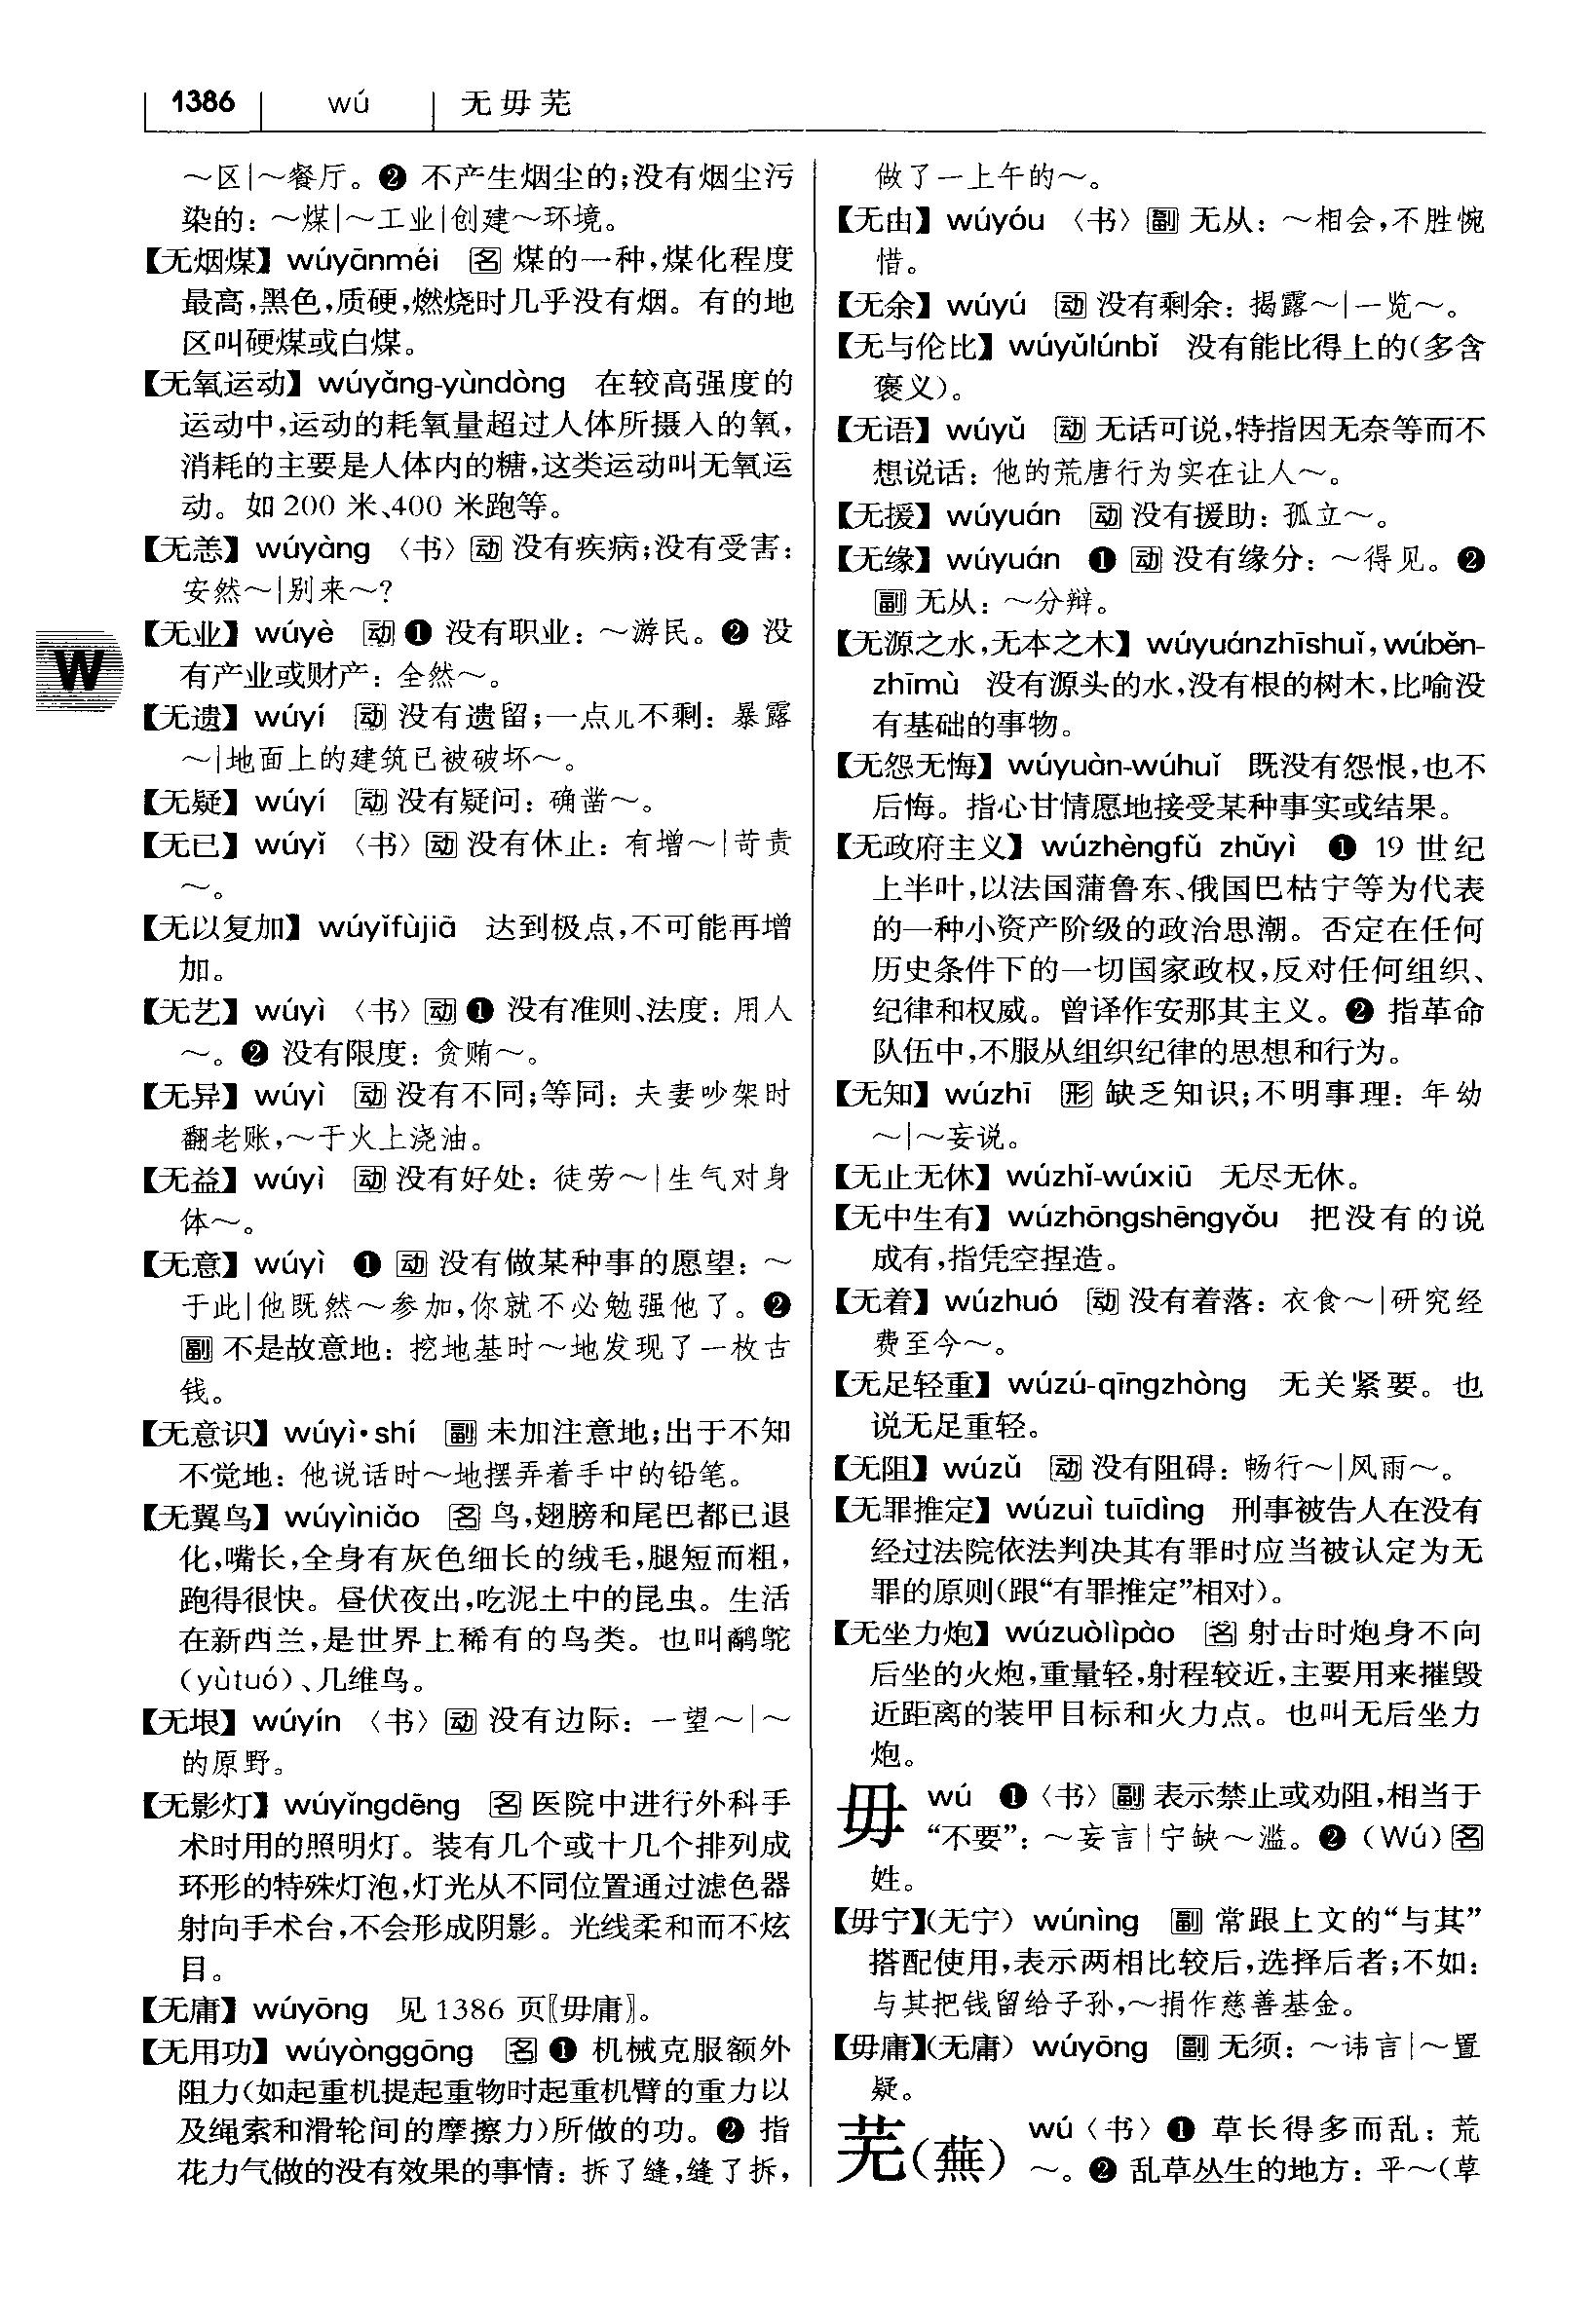 1386 wú 无毋芜
～区|～餐厅。❷ 不产生烟尘的;没有烟尘污
染的：～煤|～工业|创建～环境。
【无烟煤】wúyānméi 名 煤的一种,煤化程度
最高,黑色,质硬,燃烧时几乎没有烟。有的地
区叫硬煤或白煤。
【无氧运动】wúyǎng-yùndòng 在较高强度的
运动中,运动的耗氧量超过人体所摄入的氧,
消耗的主要是人体内的糖,这类运动叫无氧运
动。如 200 米、400 米跑等。
【无恙】wúyàng 〈书〉动 没有疾病;没有受害：
安然～|别来～?
【无业】wúyè 动 ❶ 没有职业：～游民。❷ 没
有产业或财产：全然～。
【无遗】wúyí 动 没有遗留;一点儿不剩：暴露
～|地面上的建筑已被破坏～。
【无疑】wúyí 动 没有疑问：确凿～。
【无已】wúyǐ 〈书〉动 没有休止：有增～|苛责
～。
【无以复加】wúyǐfùjiā 达到极点,不可能再增
加。
【无艺】wúyì 〈书〉动 ❶ 没有准则、法度：用人
～。❷ 没有限度：贪贿～。
【无异】wúyì 动 没有不同;等同：夫妻吵架时
翻老账,～于火上浇油。
【无益】wúyì 动 没有好处：徒劳～|生气对身
体～。
【无意】wúyì ❶ 动 没有做某种事的愿望：～
于此|他既然～参加,你就不必勉强他了。❷
副 不是故意地：挖地基时～地发现了一枚古
钱。
【无意识】wúyì•shí 副 未加注意地;出于不知
不觉地：他说话时～地摆弄着手中的铅笔。
【无翼鸟】wúyìniǎo 名 鸟,翅膀和尾巴都已退
化,嘴长,全身有灰色细长的绒毛,腿短而粗,
跑得很快。昼伏夜出,吃泥土中的昆虫。生活
在新西兰,是世界上稀有的鸟类。也叫鹬鸵
(yùtuó)、几维鸟。
【无垠】wúyín 〈书〉动 没有边际：一望～|～
的原野。
【无影灯】wúyǐngdēng 名 医院中进行外科手
术时用的照明灯。装有几个或十几个排列成
环形的特殊灯泡,灯光从不同位置通过滤色器
射向手术台,不会形成阴影。光线柔和而不炫
目。
【无庸】wúyōng 见 1386 页〖毋庸〗。
【无用功】wúyònggōng 名 ❶ 机械克服额外
阻力(如起重机提起重物时起重机臂的重力以
及绳索和滑轮间的摩擦力)所做的功。❷ 指
花力气做的没有效果的事情：拆了缝,缝了拆,
做了一上午的～。
【无由】wúyóu 〈书〉副 无从：～相会,不胜惋
惜。
【无余】wúyú 动 没有剩余：揭露～|一览～。
【无与伦比】wúyǔlúnbǐ 没有能比得上的(多含
褒义)。
【无语】wúyǔ 动 无话可说,特指因无奈等而不
想说话：他的荒唐行为实在让人～。
【无援】wúyuán 动 没有援助：孤立～。
【无缘】wúyuán ❶ 动 没有缘分：～得见。❷
副 无从：～分辩。
【无源之水,无本之木】wúyuánzhīshuǐ, wúběn-
zhīmù 没有源头的水,没有根的树木,比喻没
有基础的事物。
【无怨无悔】wúyuàn-wúhuǐ 既没有怨恨,也不
后悔。指心甘情愿地接受某种事实或结果。
【无政府主义】wúzhèngfǔ zhǔyì ❶ 19 世纪
上半叶,以法国蒲鲁东、俄国巴枯宁等为代表
的一种小资产阶级的政治思潮。否定在任何
历史条件下的一切国家政权,反对任何组织、
纪律和权威。曾译作安那其主义。❷ 指革命
队伍中,不服从组织纪律的思想和行为。
【无知】wúzhī 形 缺乏知识;不明事理：年幼
～|～妄说。
【无止无休】wúzhǐ-wúxiū 无尽无休。
【无中生有】wúzhōngshēngyǒu 把没有的说
成有,指凭空捏造。
【无着】wúzhuó 动 没有着落：衣食～|研究经
费至今～。
【无足轻重】wúzú-qīngzhòng 无关紧要。也
说无足重轻。
【无阻】wúzǔ 动 没有阻碍：畅行～|风雨～。
【无罪推定】wúzuì tuīdìng 刑事被告人在没有
经过法院依法判决其有罪时应当被认定为无
罪的原则(跟“有罪推定”相对)。
【无坐力炮】wúzuòlìpào 名 射击时炮身不向
后坐的火炮,重量轻,射程较近,主要用来摧毁
近距离的装甲目标和火力点。也叫无后坐力
炮。
毋 wú ❶〈书〉副 表示禁止或劝阻,相当于
“不要”：～妄言|宁缺～滥。❷ (Wú) 名
姓。
【毋宁】(无宁) wúnìng 副 常跟上文的“与其”
搭配使用,表示两相比较后,选择后者;不如：
与其把钱留给子孙,～捐作慈善基金。
【毋庸】(无庸) wúyōng 副 无须：～讳言|～置
疑。
芜(蕪) wú〈书〉❶ 草长得多而乱：荒
～。❷ 乱草丛生的地方：平～(草
W